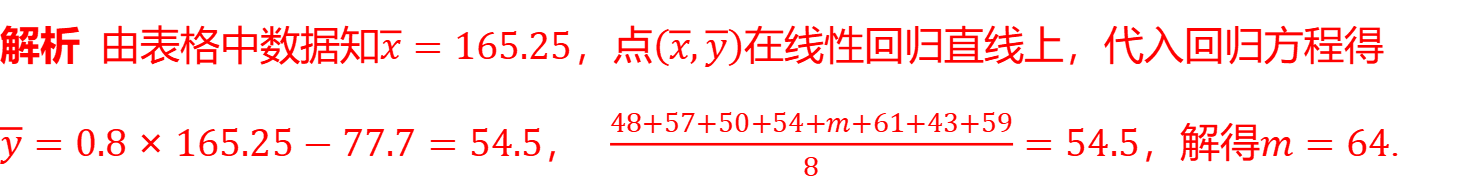 解析 由表格中数据知x̅ = 165.25，点(x̅, y̅)在线性回归直线上，代入回归方程得
y̅ = 0.8 × 165.25 − 77.7 = 54.5， (48+57+50+54+m+61+43+59)/8 = 54.5，解得m = 64.